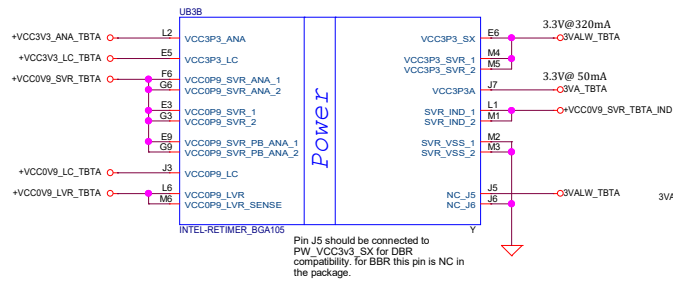 UB3B
+VCC3V3_ANA_TBTA L2 VCC3P3_ANA VCC3P3_SX E6 3.3V@320mA 3VALW_TBTA
+VCC3V3_LC_TBTA E5 VCC3P3_LC VCC3P3_SVR_1 M4
VCC3P3_SVR_2 M5
+VCC0V9_SVR_TBTA F6 VCC0P9_SVR_ANA_1
G6 VCC0P9_SVR_ANA_2 VCC3P3A J7 3.3V@ 50mA 3VA_TBTA
E3 VCC0P9_SVR_1 SVR_IND_1 L1 +VCC0V9_SVR_TBTA_IND
G3 VCC0P9_SVR_2 SVR_IND_2 M1
E9 VCC0P9_SVR_PB_ANA_1 SVR_VSS_1 M2
G9 VCC0P9_SVR_PB_ANA_2 SVR_VSS_2 M3
+VCC0V9_LC_TBTA J3 VCC0P9_LC
+VCC0V9_LVR_TBTA L6 VCC0P9_LVR NC_J5 J5 3VALW_TBTA
M6 VCC0P9_LVR_SENSE NC_J6 J6
Power
3VA
INTEL-RETIMER_BGA105 Y
Pin J5 should be connected to
PW_VCC3v3_SX for DBR
compatibility. for BBR this pin is NC in
the package.